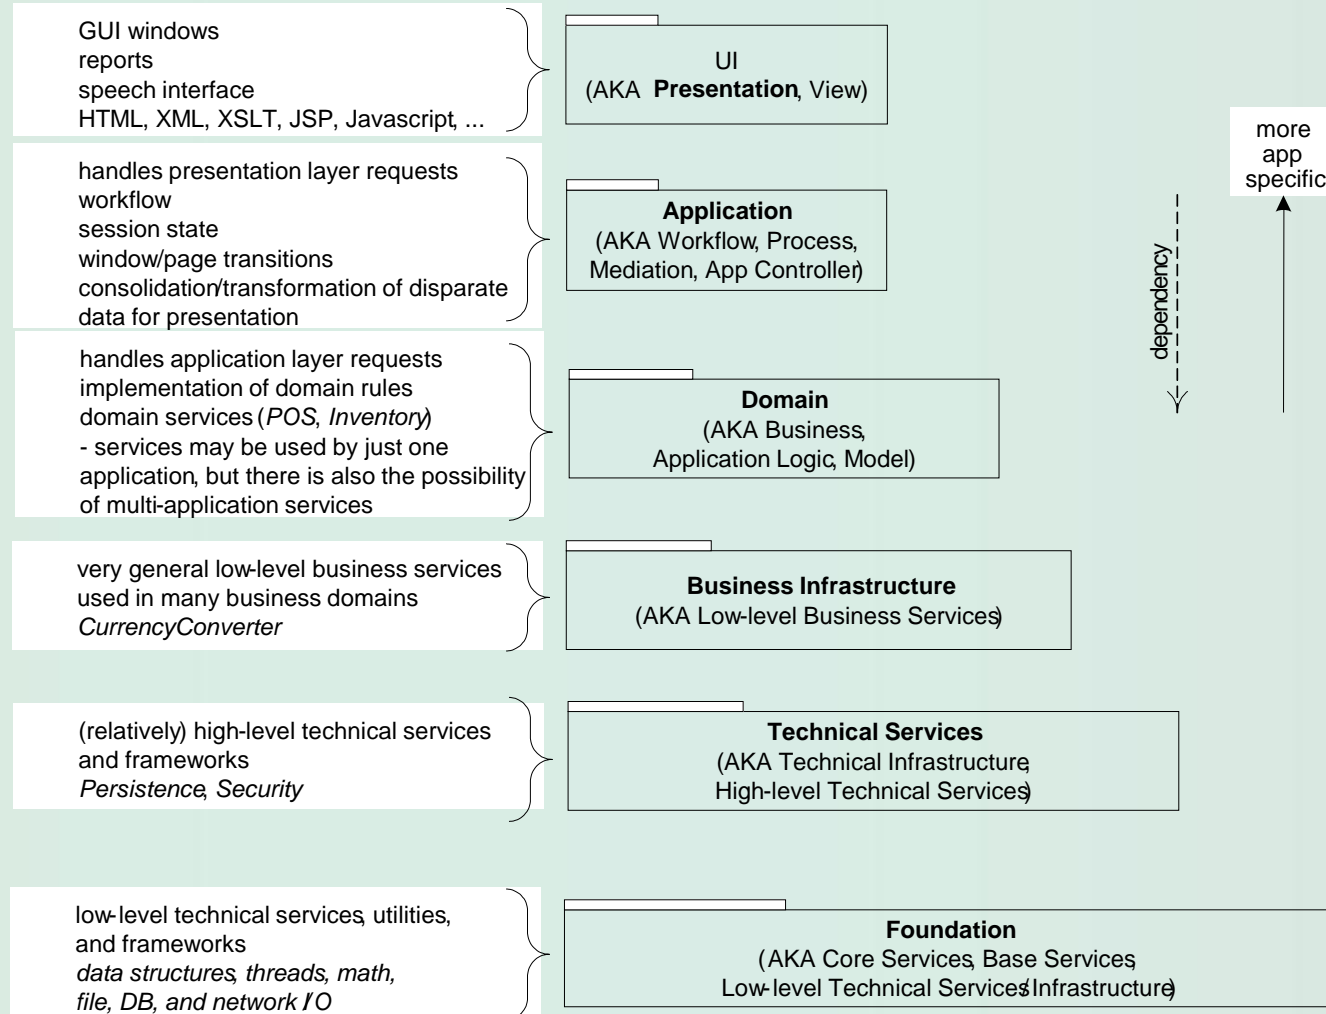 GUI windows
reports
speech interface
HTML, XML, XSLT, JSP, Javascript, ...
UI
(AKA Presentation, View)
more
app
specific
handles presentation layer requests
workflow
session state
window/page transitions
consolidation/transformation of disparate
data for presentation
Application
(AKA Workflow, Process,
Mediation, App Controller)
dependency
handles application layer requests
implementation of domain rules
domain services (POS, Inventory)
- services may be used by just one
application, but there is also the possibility
of multi-application services
Domain
(AKA Business,
Application Logic, Model)
very general low-level business services
used in many business domains
CurrencyConverter
Business Infrastructure
(AKA Low-level Business Services)
(relatively) high-level technical services
and frameworks
Persistence, Security
Technical Services
(AKA Technical Infrastructure,
High-level Technical Services)
low-level technical services, utilities,
and frameworks
data structures, threads, math,
file, DB, and network I/O
Foundation
(AKA Core Services, Base Services,
Low-level Technical Services/Infrastructure)